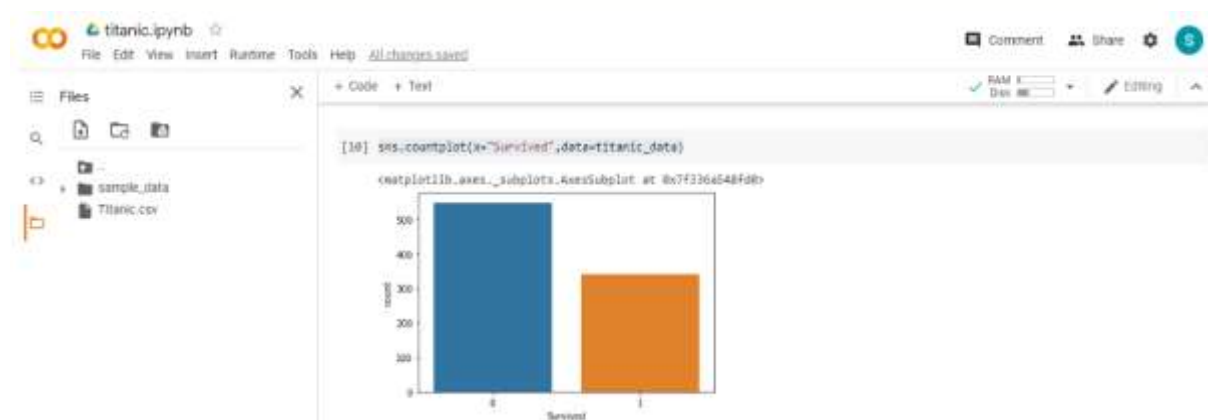 titanic.ipynb
File Edit View Insert Runtime Tools Help All changes saved
Comment Share S
Files
+ Code + Text
RAM
Disk
Editing
..
sample_data
Titanic.csv
[10] sns.countplot(x="Survived",data=titanic_data)
<matplotlib.axes._subplots.AxesSubplot at 0x7f336a548fd0>
500
400
300
200
100
0
count
0 1
Survived